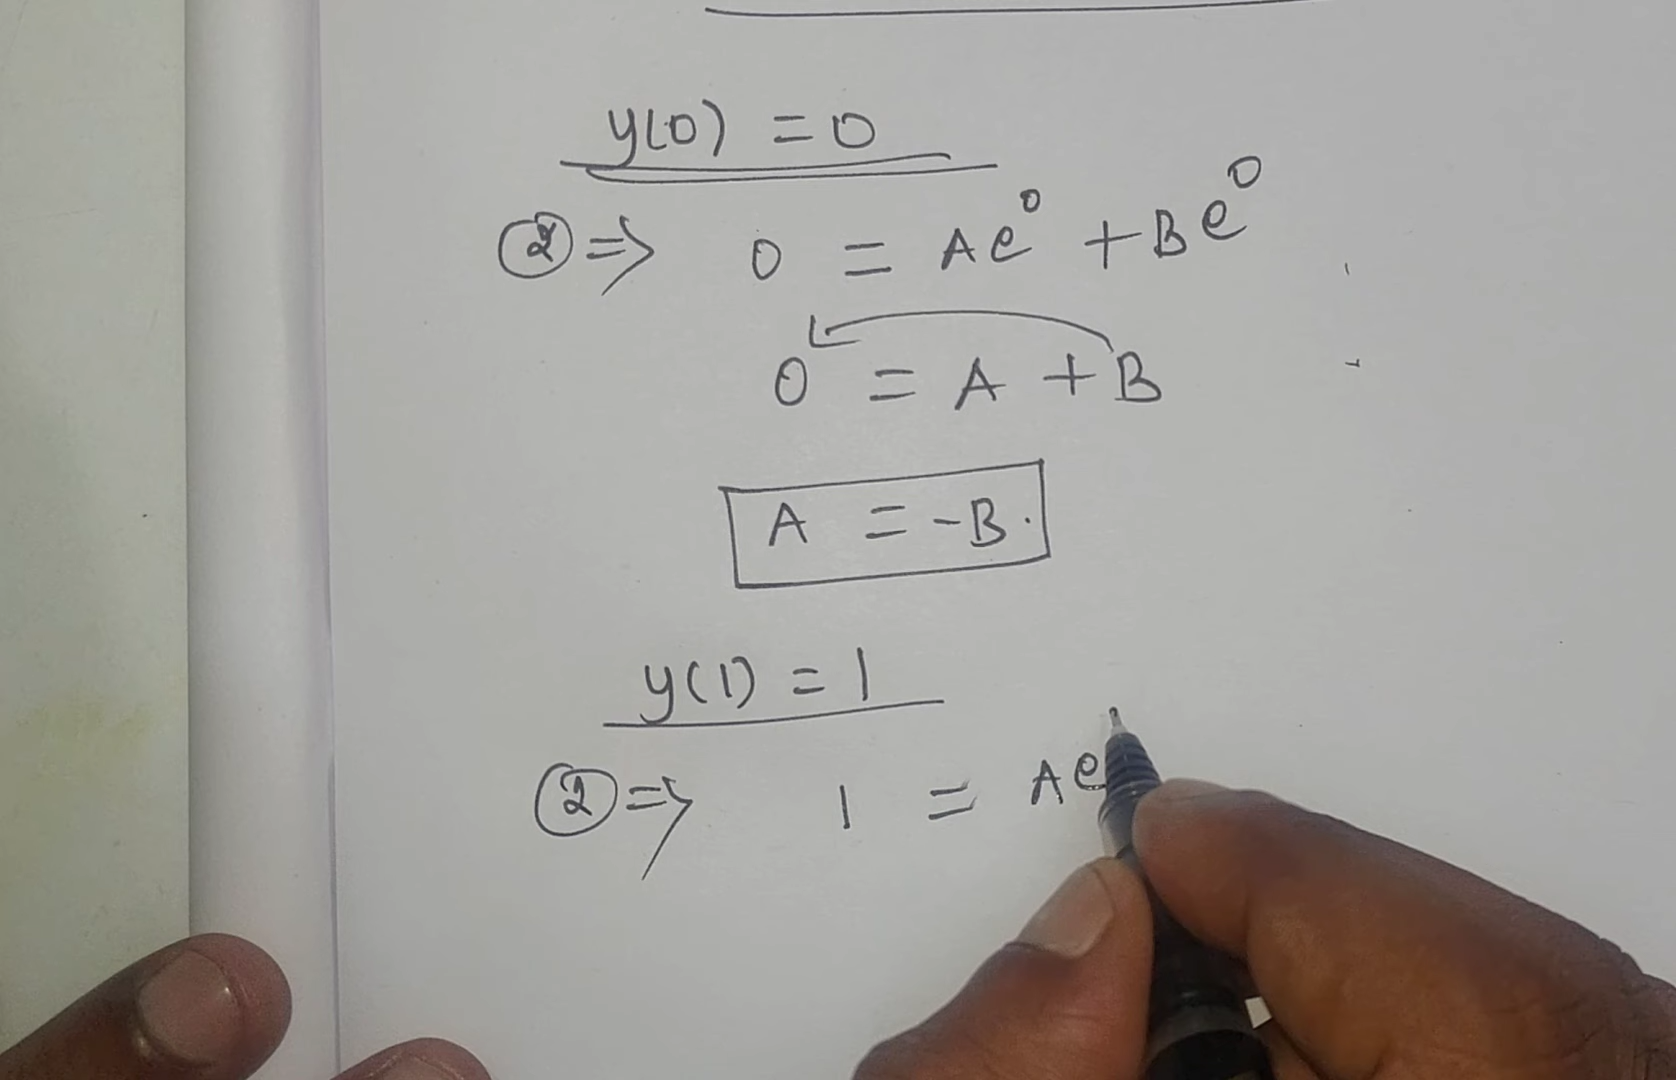 y(0) = 0
② ⇒ 0 = Ae⁰ + Be⁰
0 = A + B
A = -B.
y(1) = 1
② ⇒ 1 = Ae